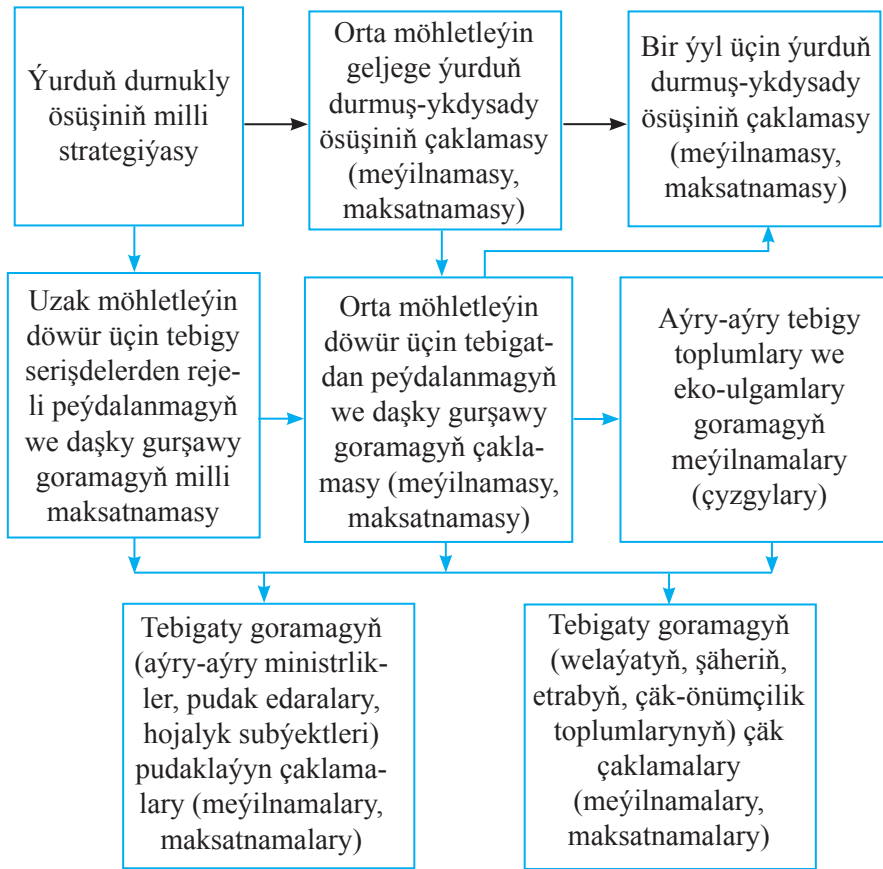 Ýurduň durnukly
ösüşiniň milli
strategiýasy
Orta möhletleýin
geljege ýurduň
durmuş-ykdysady
ösüşiniň çaklamasy
(meýilnamasy,
maksatnamasy)
Bir ýyl üçin ýurduň
durmuş-ykdysady
ösüşiniň çaklamasy
(meýilnamasy,
maksatnamasy)
Uzak möhletleýin
döwür üçin tebigy
serişdelerden reje-
li peýdalanmagyň
we daşky gurşawy
goramagyň milli
maksatnamasy
Orta möhletleýin
döwür üçin tebigat-
dan peýdalanmagyň
we daşky gurşawy
goramagyň çakla-
masy (meýilnamasy,
maksatnamasy)
Aýry-aýry tebigy
toplumlary we
eko-ulgamlary
goramagyň
meýilnamalary
(çyzgylary)
Tebigaty goramagyň
(aýry-aýry ministrlik-
ler, pudak edaralary,
hojalyk subýektleri)
pudaklaýyn çaklama-
lary (meýilnamalary,
maksatnamalary)
Tebigaty goramagyň
(welaýatyň, şäheriň,
etrabyň, çäk-önümçilik
toplumlarynyň) çäk
çaklamalary
(meýilnamalary,
maksatnamalary)